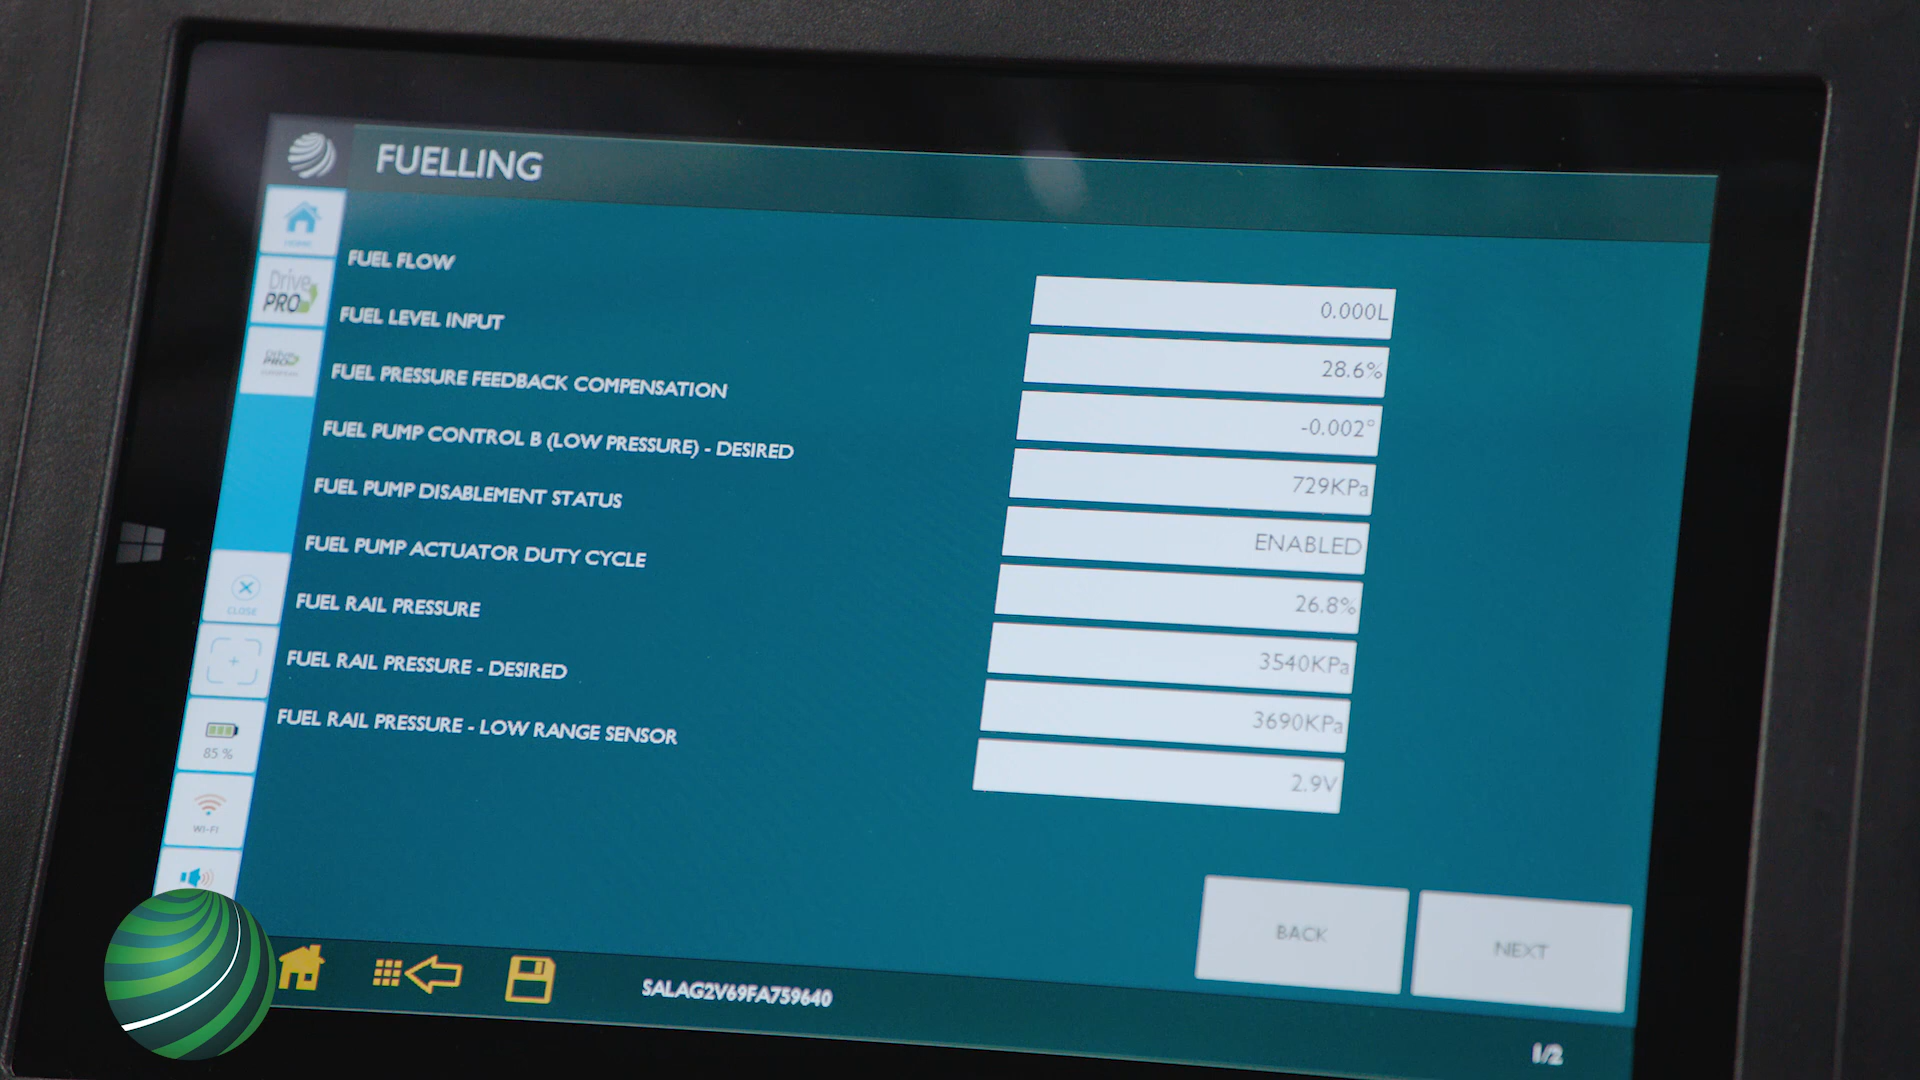 FUELLING
HOME
Drive
PRO
Drive
PRO
FUEL FLOW
0.000L
FUEL LEVEL INPUT
28.6%
FUEL PRESSURE FEEDBACK COMPENSATION
-0.002°
FUEL PUMP CONTROL B (LOW PRESSURE) - DESIRED
729KPa
FUEL PUMP DISABLEMENT STATUS
ENABLED
FUEL PUMP ACTUATOR DUTY CYCLE
26.8%
FUEL RAIL PRESSURE
3540KPa
FUEL RAIL PRESSURE - DESIRED
3690KPa
FUEL RAIL PRESSURE - LOW RANGE SENSOR
2.9V
CLOSE
85 %
WI-FI
BACK
NEXT
SALAG2V69FA759640
1/2